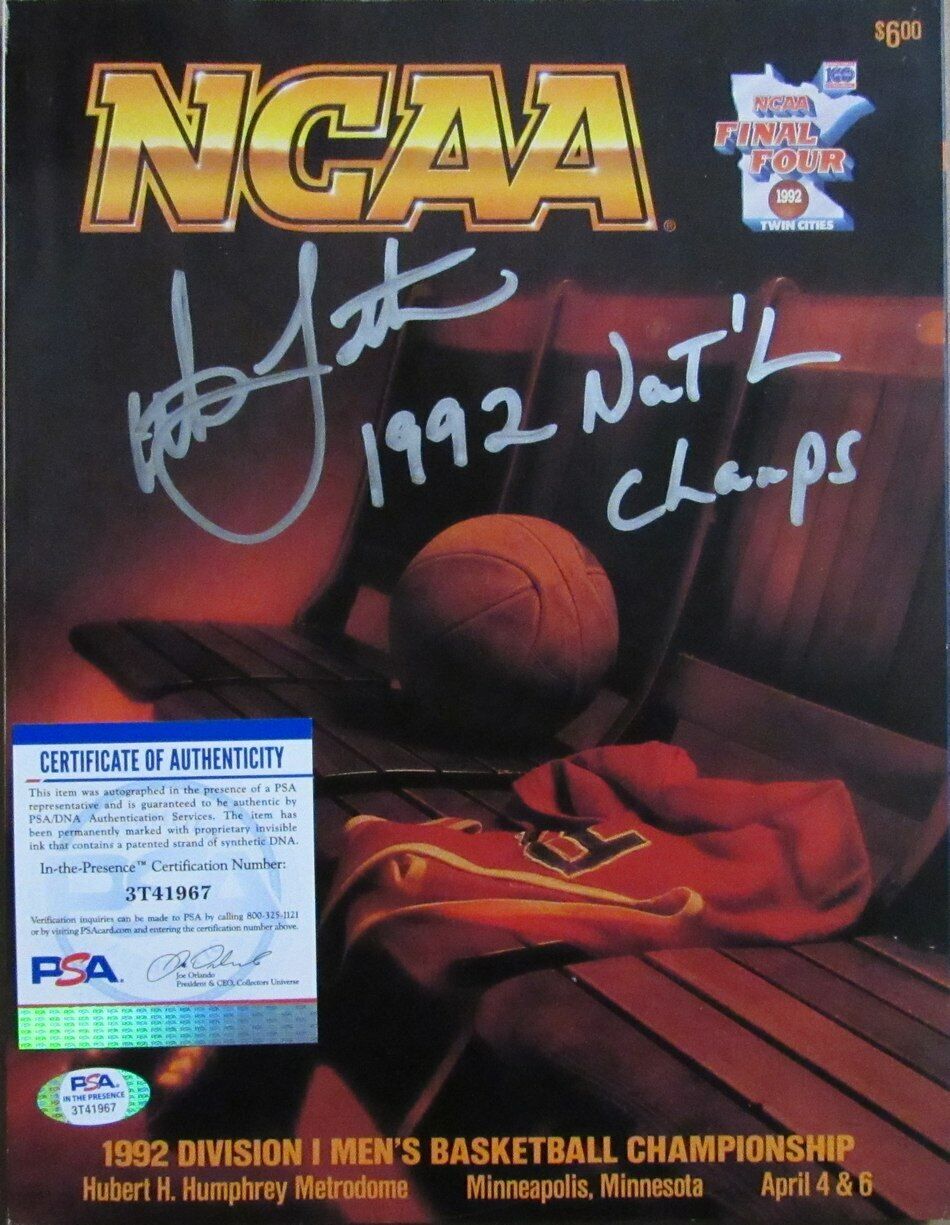 $6.00
NCAA®
ICO
NCAA
FINAL
FOUR
1992
TWIN CITIES
1992 Nat'l
Champs
CERTIFICATE OF AUTHENTICITY
This item was autographed in the presence of a PSA
representative and is guaranteed to be authentic by
PSA/DNA Authentication Services. The item has
been permanently marked with proprietary invisible
ink that contains a patented strand of synthetic DNA.
In-the-Presence™ Certification Number:
3T41967
Verification inquiries can be made to PSA by calling 800-325-1121
or by visiting PSAcard.com and entering the certification number above.
PSA.
Joe Orlando
President & CEO, Collectors Universe
PSA.
IN THE PRESENCE
3T41967
1992 DIVISION I MEN'S BASKETBALL CHAMPIONSHIP
Hubert H. Humphrey Metrodome Minneapolis, Minnesota April 4 & 6